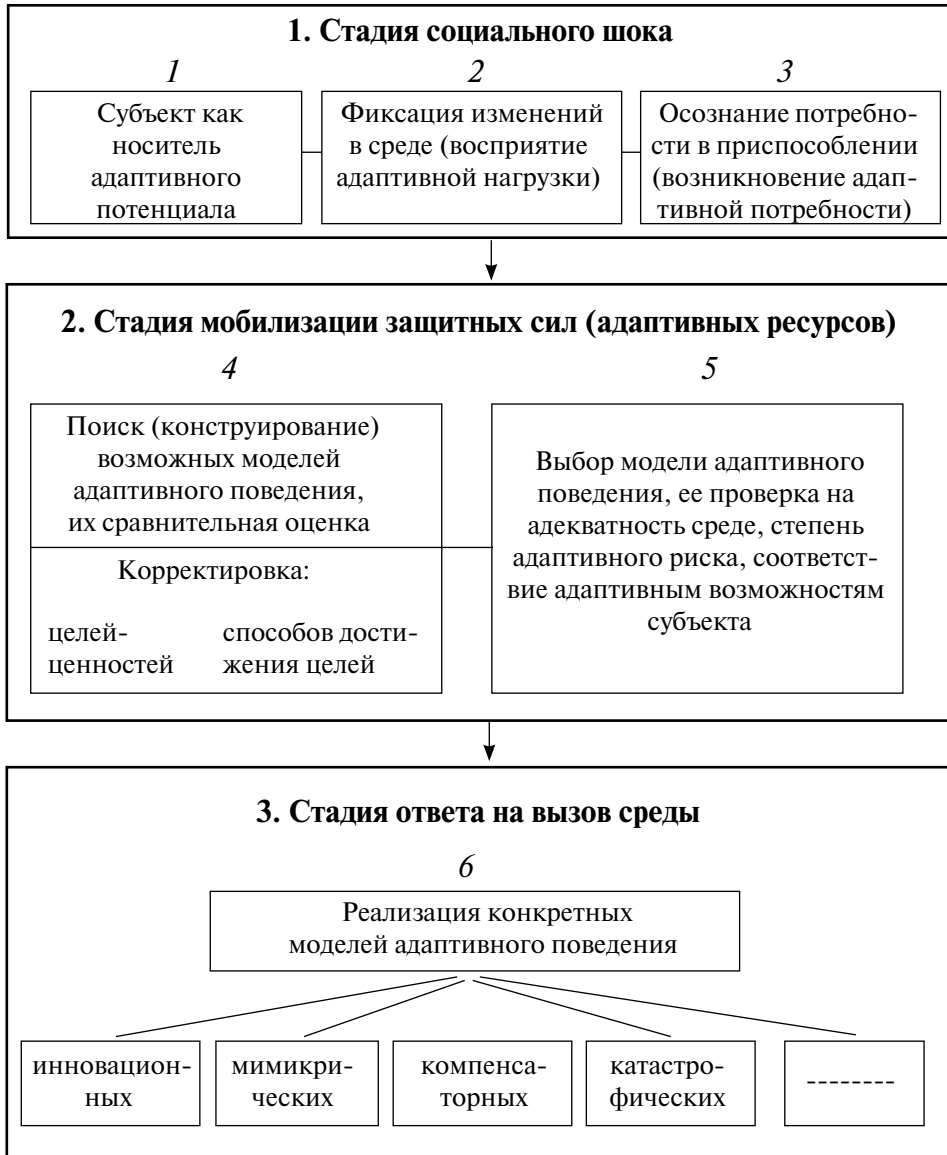 1. Стадия социального шока
1
2
3
Субъект как
носитель
адаптивного
потенциала
Фиксация изменений
в среде (восприятие
адаптивной нагрузки)
Осознание потребно-
сти в приспособлении
(возникновение адап-
тивной потребности)
2. Стадия мобилизации защитных сил (адаптивных ресурсов)
4
5
Поиск (конструирование)
возможных моделей
адаптивного поведения,
их сравнительная оценка
Корректировка:
целей-
ценностей
способов дости-
жения целей
Выбор модели адаптивного
поведения, ее проверка на
адекватность среде, степень
адаптивного риска, соответст-
вие адаптивным возможностям
субъекта
3. Стадия ответа на вызов среды
6
Реализация конкретных
моделей адаптивного поведения
инновацион-
ных
мимикри-
ческих
компенса-
торных
катастро-
фических
--------